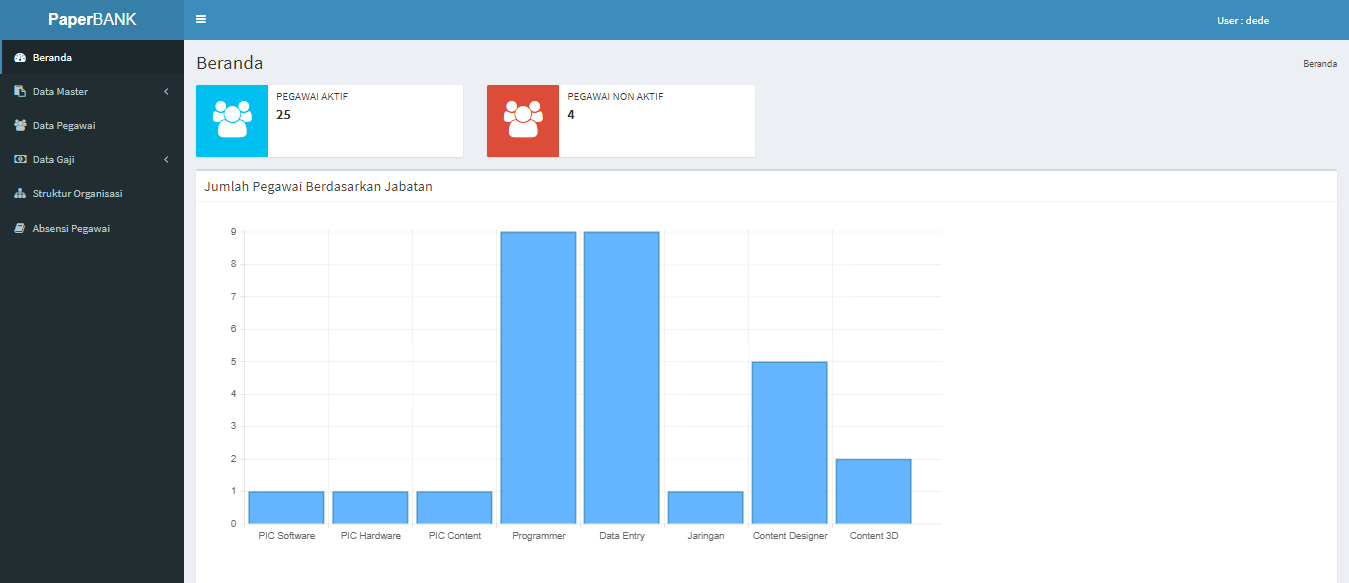 PaperBANK
User : dede
Beranda
Data Master
Data Pegawai
Data Gaji
Struktur Organisasi
Absensi Pegawai
Beranda
Beranda
PEGAWAI AKTIF
25
PEGAWAI NON AKTIF
4
Jumlah Pegawai Berdasarkan Jabatan
9
8
7
6
5
4
3
2
1
0
PIC Software
PIC Hardware
PIC Content
Programmer
Data Entry
Jaringan
Content Designer
Content 3D